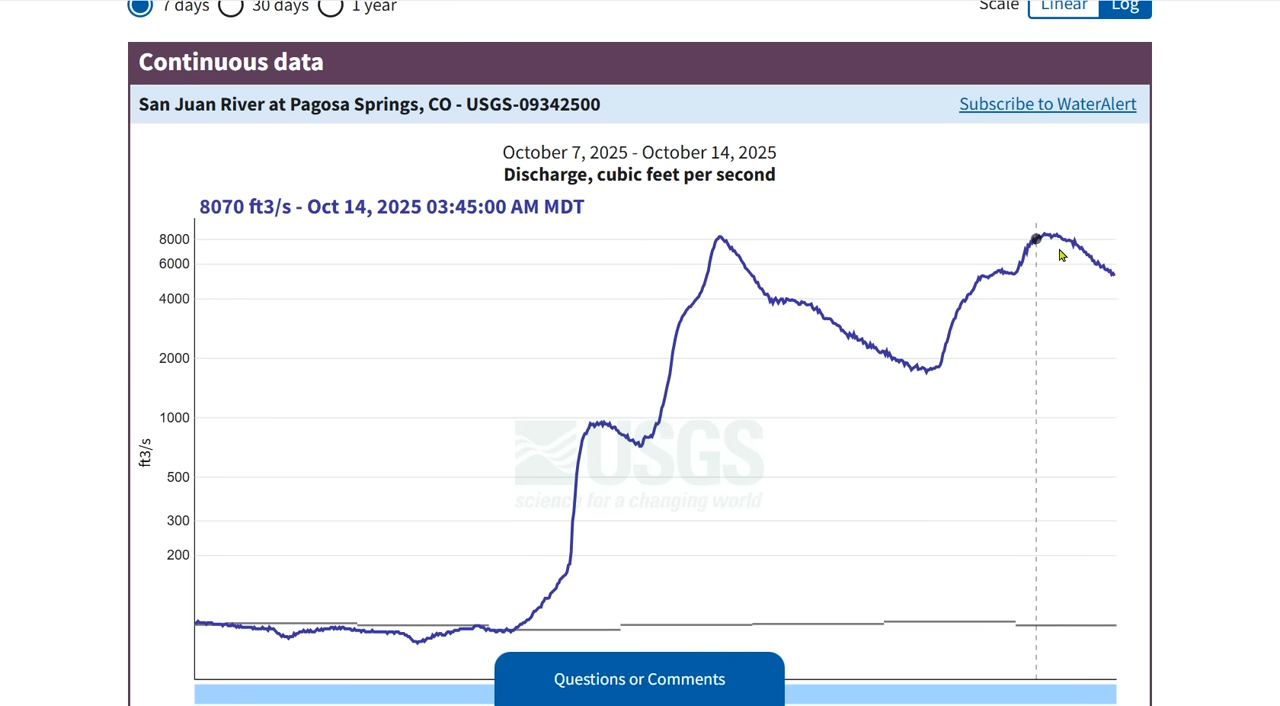 7 days 30 days 1 year Scale Linear Log
Continuous data
San Juan River at Pagosa Springs, CO - USGS-09342500 Subscribe to WaterAlert
October 7, 2025 - October 14, 2025
Discharge, cubic feet per second
8070 ft3/s - Oct 14, 2025 03:45:00 AM MDT
8000
6000
4000
2000
1000
ft3/s
USGS
500
science for a changing world
300
200
Questions or Comments